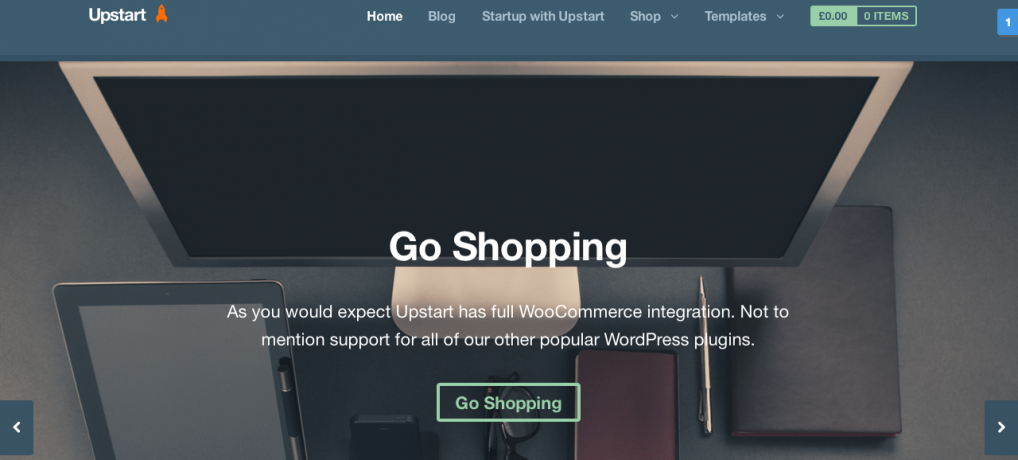 Upstart
Home Blog Startup with Upstart Shop Templates £0.00 0 ITEMS
1
Go Shopping
As you would expect Upstart has full WooCommerce integration. Not to
mention support for all of our other popular WordPress plugins.
Go Shopping